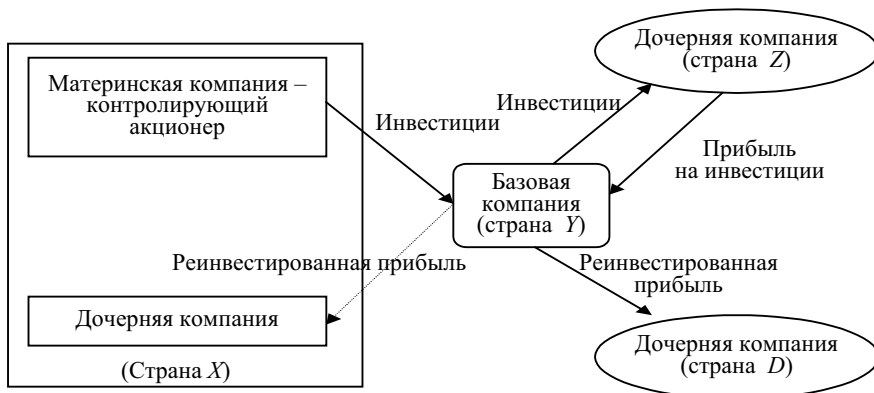 Материнская компания –
контролирующий
акционер
Инвестиции
Инвестиции
Дочерняя компания
(страна Z)
Прибыль
на инвестиции
Базовая
компания
(страна Y)
Реинвестированная прибыль
Реинвестированная
прибыль
Дочерняя компания
(Страна X)
Дочерняя компания
(страна D)